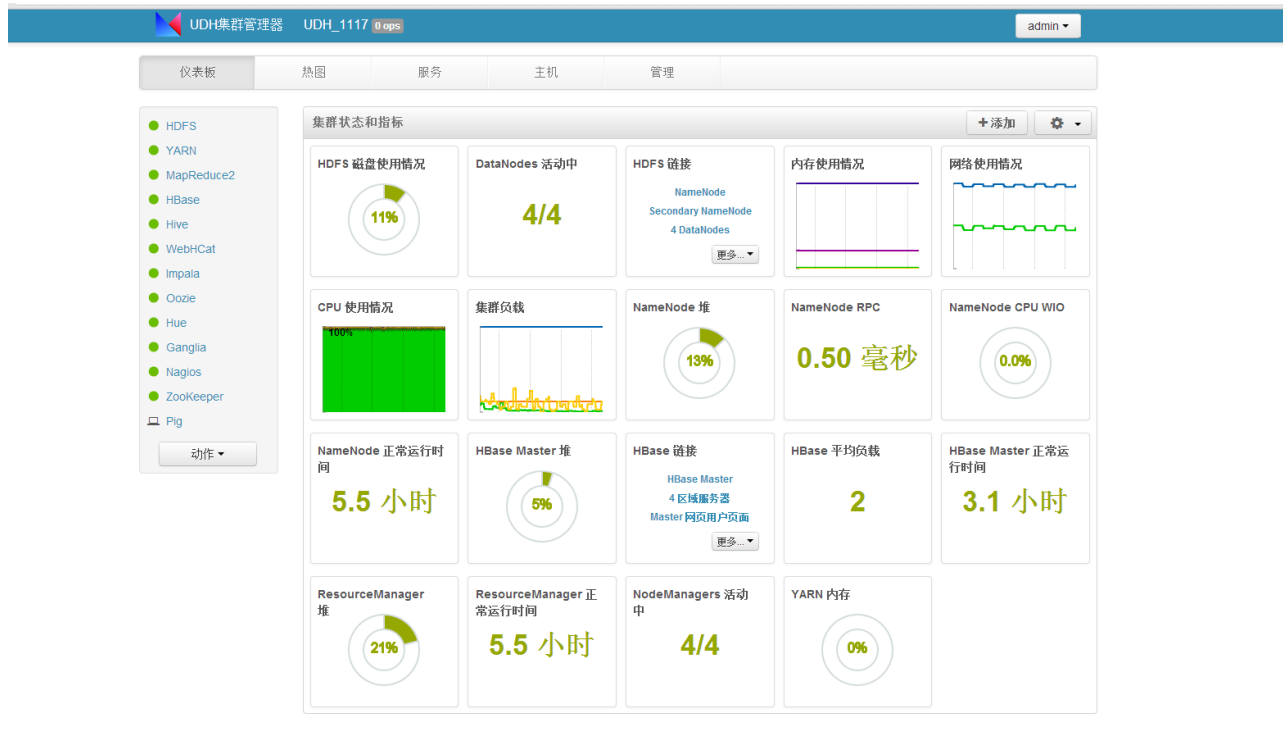 UDH集群管理器 UDH_1117 0 ops admin
仪表板 热图 服务 主机 管理
HDFS
YARN
MapReduce2
HBase
Hive
WebHCat
Impala
Oozie
Hue
Ganglia
Nagios
ZooKeeper
Pig
动作
集群状态和指标 +添加
HDFS 磁盘使用情况
11%
DataNodes 活动中
4/4
HDFS 链接
NameNode
Secondary NameNode
4 DataNodes
更多...
内存使用情况
网络使用情况
CPU 使用情况
100%
集群负载
NameNode 堆
13%
NameNode RPC
0.50 毫秒
NameNode CPU WIO
0.0%
NameNode 正常运行时
间
5.5 小时
HBase Master 堆
5%
HBase 链接
HBase Master
4 区域服务器
Master 网页用户页面
更多...
HBase 平均负载
2
HBase Master 正常运
行时间
3.1 小时
ResourceManager
堆
21%
ResourceManager 正
常运行时间
5.5 小时
NodeManagers 活动
中
4/4
YARN 内存
0%